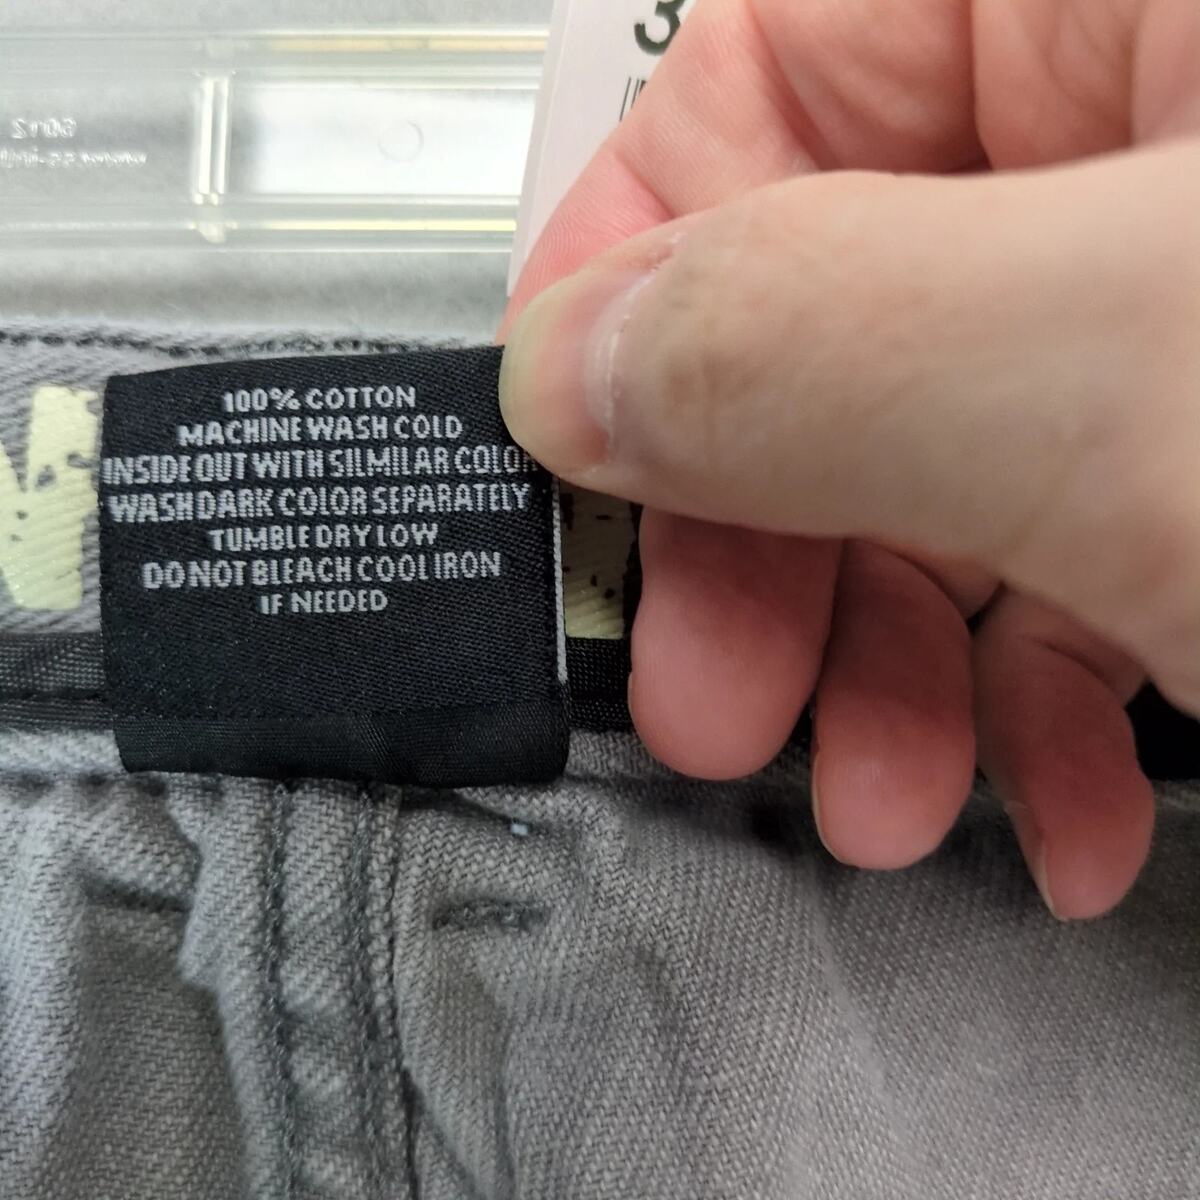 3
100% COTTON
MACHINE WASH COLD
INSIDE OUT WITH SILMILAR COLOR
WASH DARK COLOR SEPARATELY
TUMBLE DRY LOW
DO NOT BLEACH COOL IRON
IF NEEDED